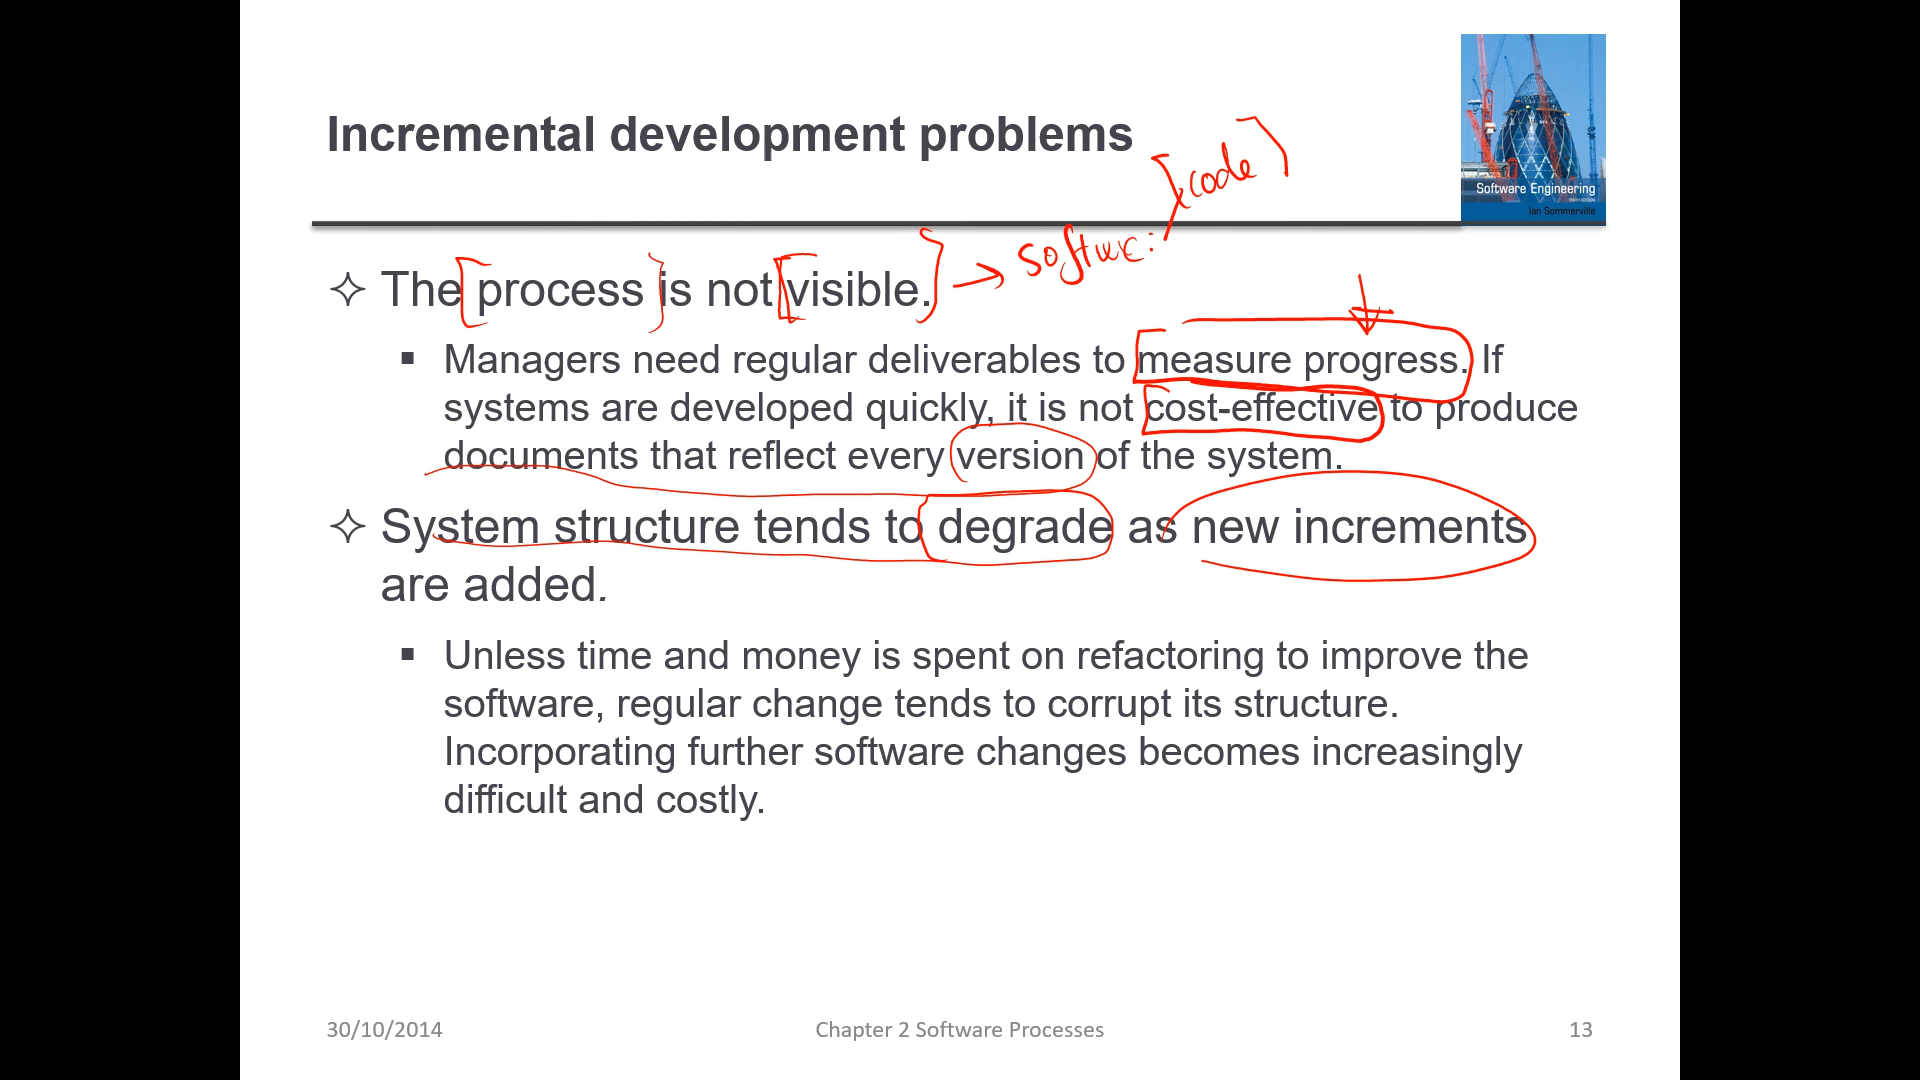 Incremental development problems
[code]
Software Engineering
Ian Sommerville
✧ The [process] is not [visible.] → software:
▪ Managers need regular deliverables to measure progress. If
systems are developed quickly, it is not cost-effective to produce
documents that reflect every version of the system.
✧ System structure tends to degrade as new increments
are added.
▪ Unless time and money is spent on refactoring to improve the
software, regular change tends to corrupt its structure.
Incorporating further software changes becomes increasingly
difficult and costly.
30/10/2014 Chapter 2 Software Processes 13